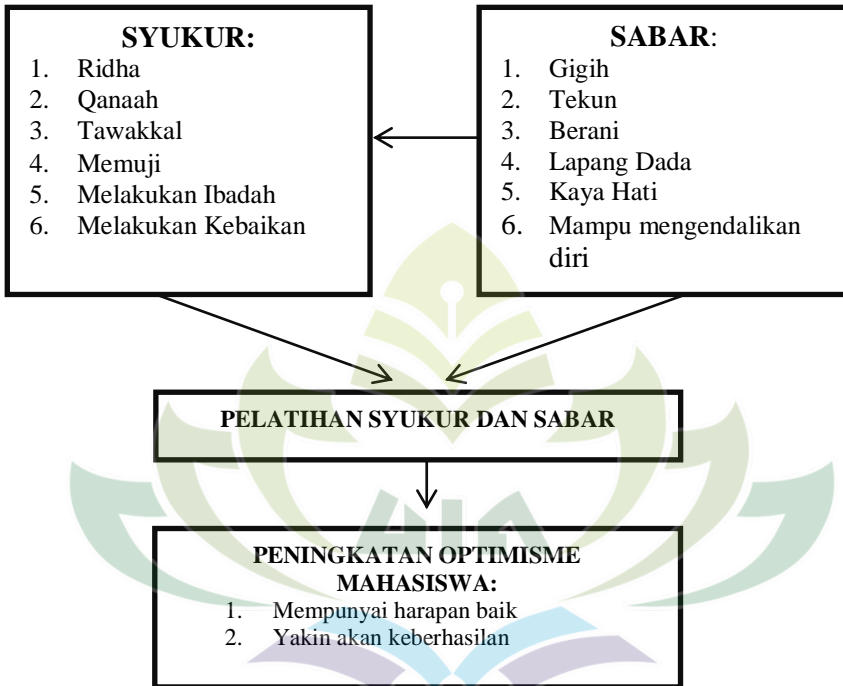 SYUKUR:
1. Ridha
2. Qanaah
3. Tawakkal
4. Memuji
5. Melakukan Ibadah
6. Melakukan Kebaikan
SABAR:
1. Gigih
2. Tekun
3. Berani
4. Lapang Dada
5. Kaya Hati
6. Mampu mengendalikan
diri
PELATIHAN SYUKUR DAN SABAR
UIN
PENINGKATAN OPTIMISME
MAHASISWA:
1. Mempunyai harapan baik
2. Yakin akan keberhasilan